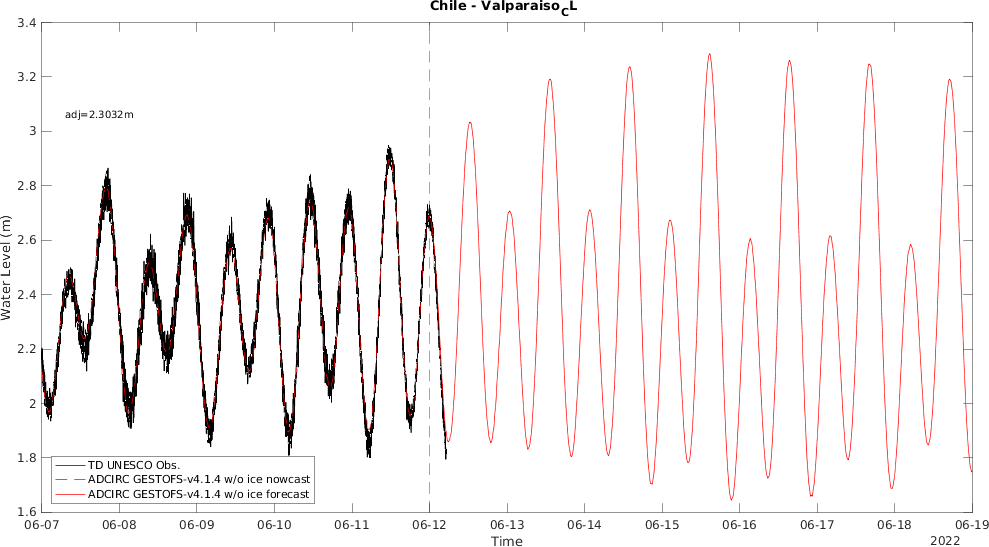 Chile - Valparaiso_CL
3.4
3.2
3
2.8
2.6
2.4
2.2
2
1.8
1.6
Water Level (m)
adj=2.3032m
TD UNESCO Obs.
ADCIRC GESTOFS-v4.1.4 w/o ice nowcast
ADCIRC GESTOFS-v4.1.4 w/o ice forecast
06-07 06-08 06-09 06-10 06-11 06-12 06-13 06-14 06-15 06-16 06-17 06-18 06-19
Time
2022